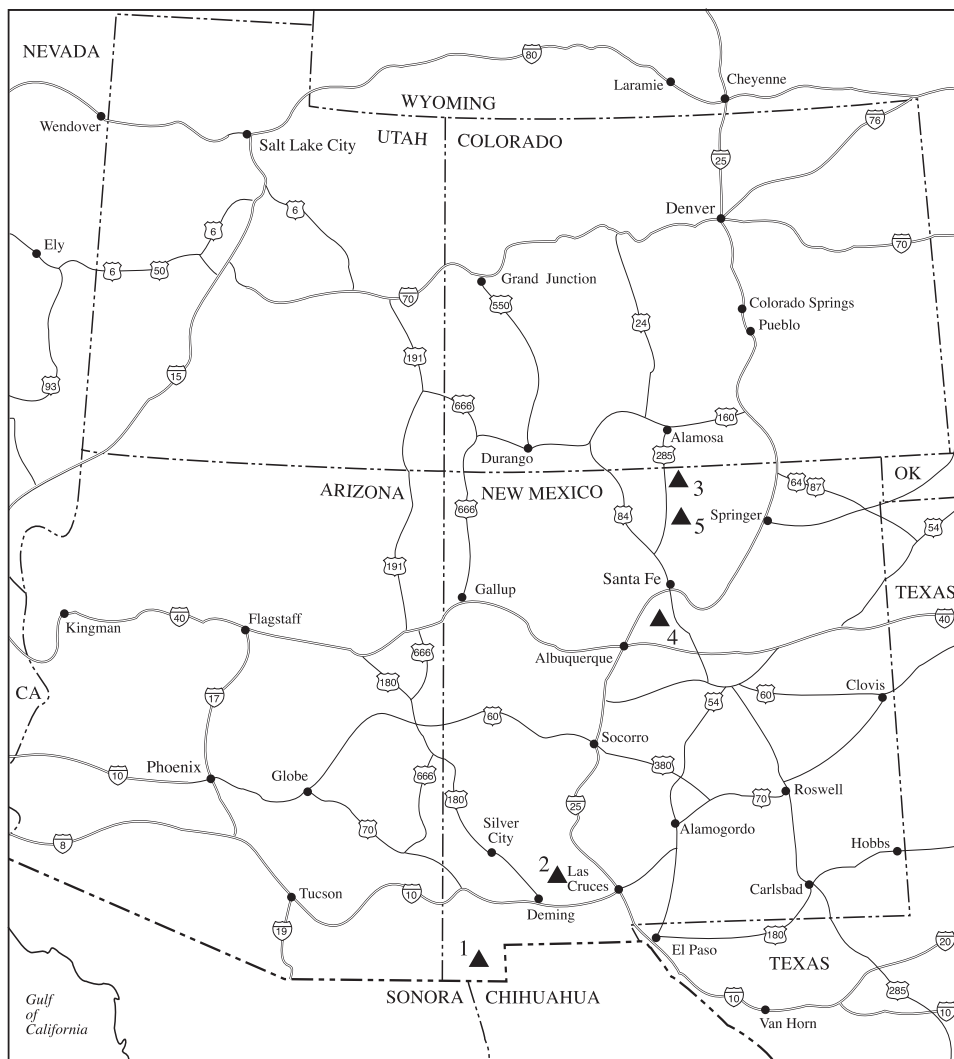 NEVADA
80
Laramie
Cheyenne
WYOMING
Wendover
UTAH
COLORADO
76
Salt Lake City
25
6
Denver
6
Ely
6
50
70
Grand Junction
70
550
Colorado Springs
24
Pueblo
191
15
93
666
160
Alamosa
Durango
285
OK
ARIZONA
NEW MEXICO
3
64
87
666
84
5
Springer
54
191
Santa Fe
Gallup
TEXAS
Kingman
40
Flagstaff
4
40
666
Albuquerque
180
CA
17
54
60
Clovis
60
Socorro
10
Phoenix
Globe
666
380
180
25
70
Roswell
70
Silver
City
Alamogordo
8
Hobbs
2
Las
Cruces
Carlsbad
Tucson
10
Deming
19
180
El Paso
20
1
TEXAS
SONORA
CHIHUAHUA
285
10
10
Gulf
of
California
Van Horn